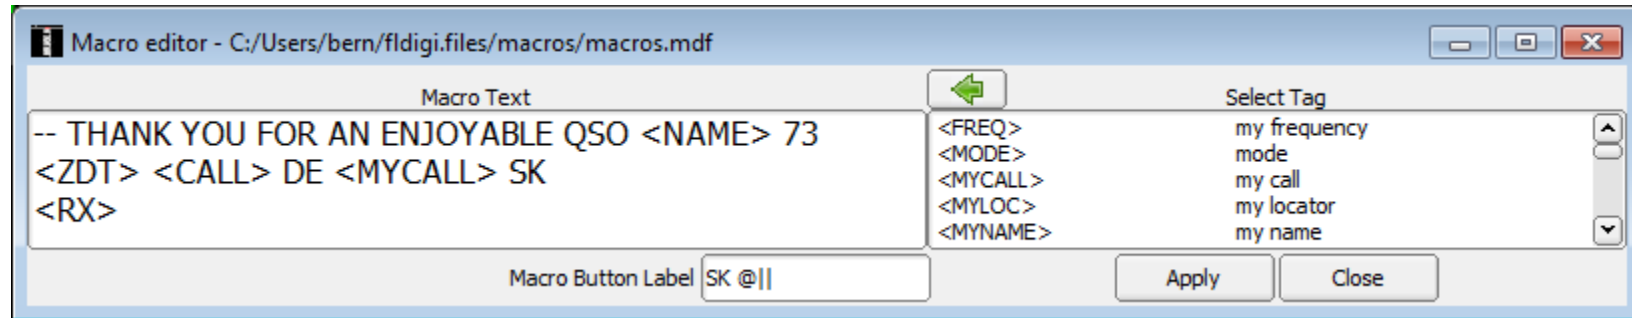 Macro editor - C:/Users/bern/fldigi.files/macros/macros.mdf
Macro Text
-- THANK YOU FOR AN ENJOYABLE QSO <NAME> 73
<ZDT> <CALL> DE <MYCALL> SK
<RX>
Select Tag
<FREQ> my frequency
<MODE> mode
<MYCALL> my call
<MYLOC> my locator
<MYNAME> my name
Macro Button Label SK @||
Apply Close